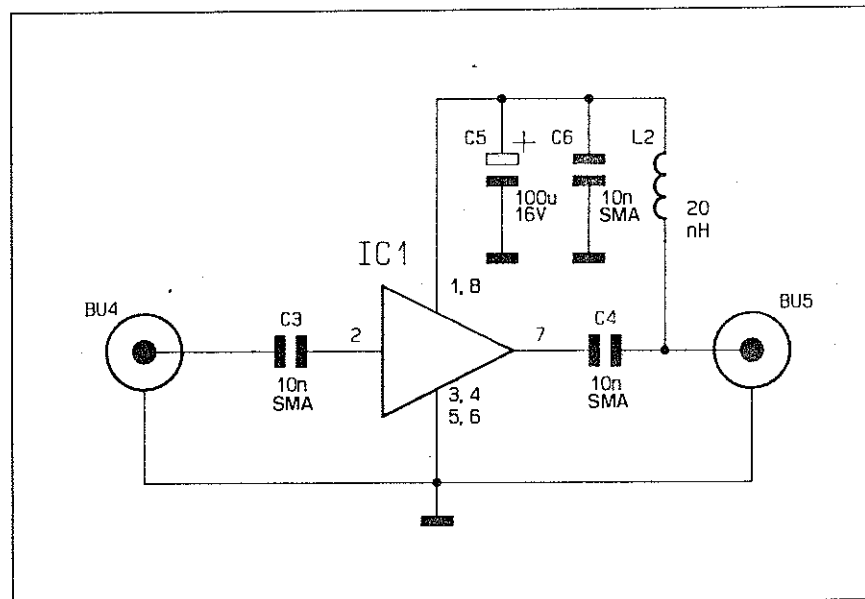 C5
+
C6
L2
100u
16V
10n
SMA
20
nH
IC1
1, 8
BU4
C3
2
7
C4
BU5
10n
SMA
3, 4
5, 6
10n
SMA